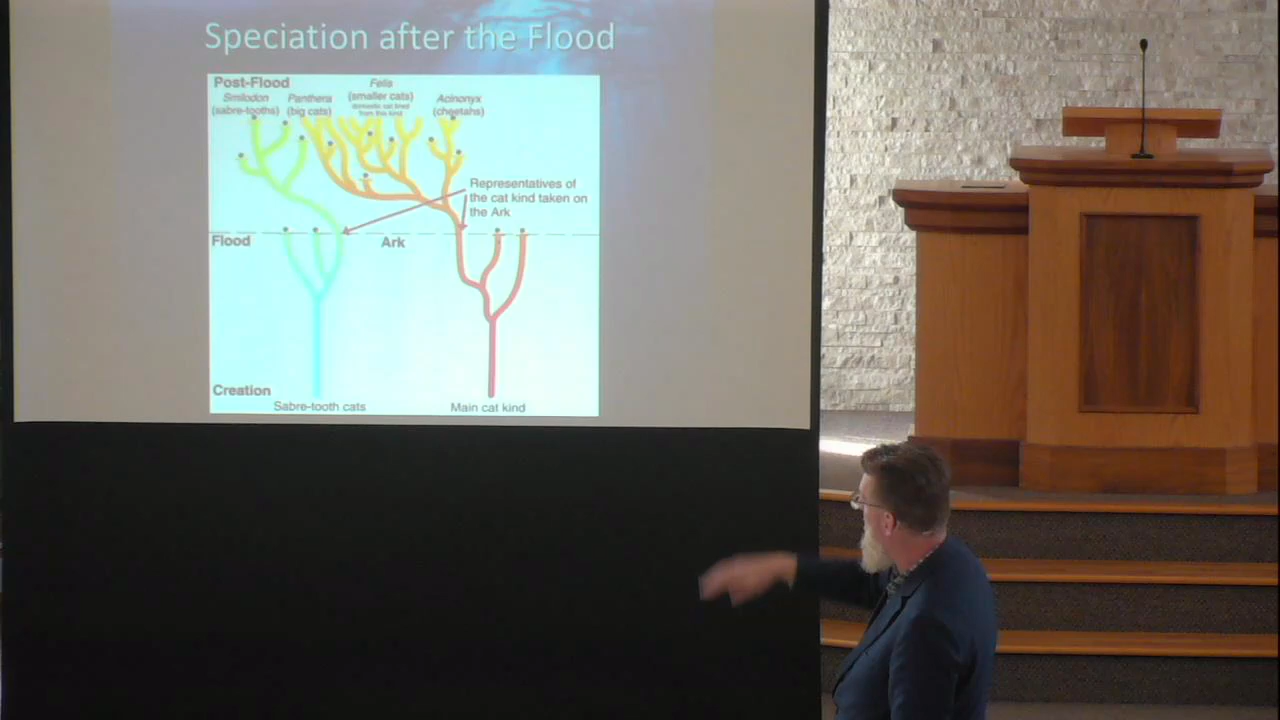 Speciation after the Flood
Post-Flood
Smilodon
(sabre-tooths)
Panthera
(big cats)
Felis
(smaller cats)
domestic cat bred
from this kind
Acinonyx
(cheetahs)
Representatives of
the cat kind taken on
the Ark
Flood
Ark
Creation
Sabre-tooth cats
Main cat kind